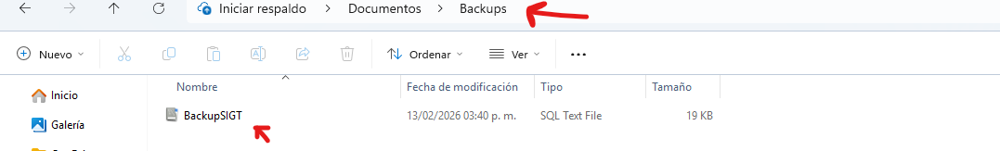 Iniciar respaldo > Documentos > Backups
Nuevo Ordenar Ver ...
Nombre Fecha de modificación Tipo Tamaño
Inicio
BackupSIGT 13/02/2026 03:40 p. m. SQL Text File 19 KB
Galería